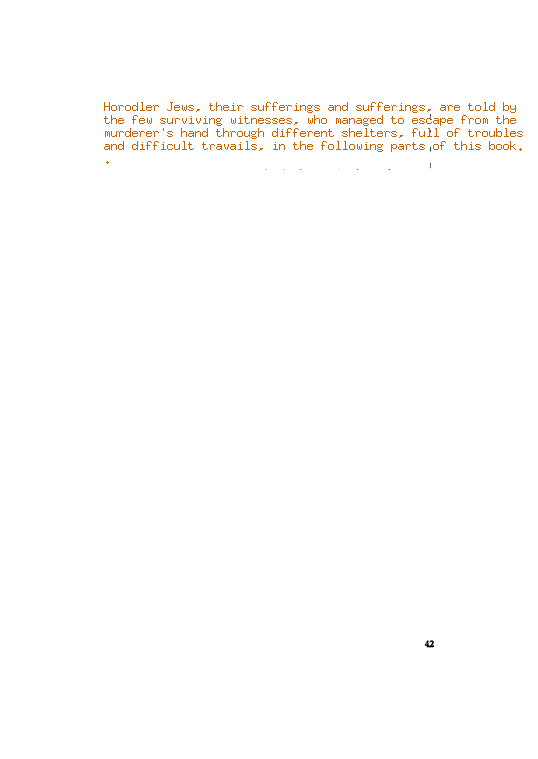 Horodler Jews, their sufferings and sufferings, are told by
the few surviving witnesses, who managed to escape from the
murderer's hand through different shelters, full of troubles
and difficult travails, in the following parts of this book.
.
42